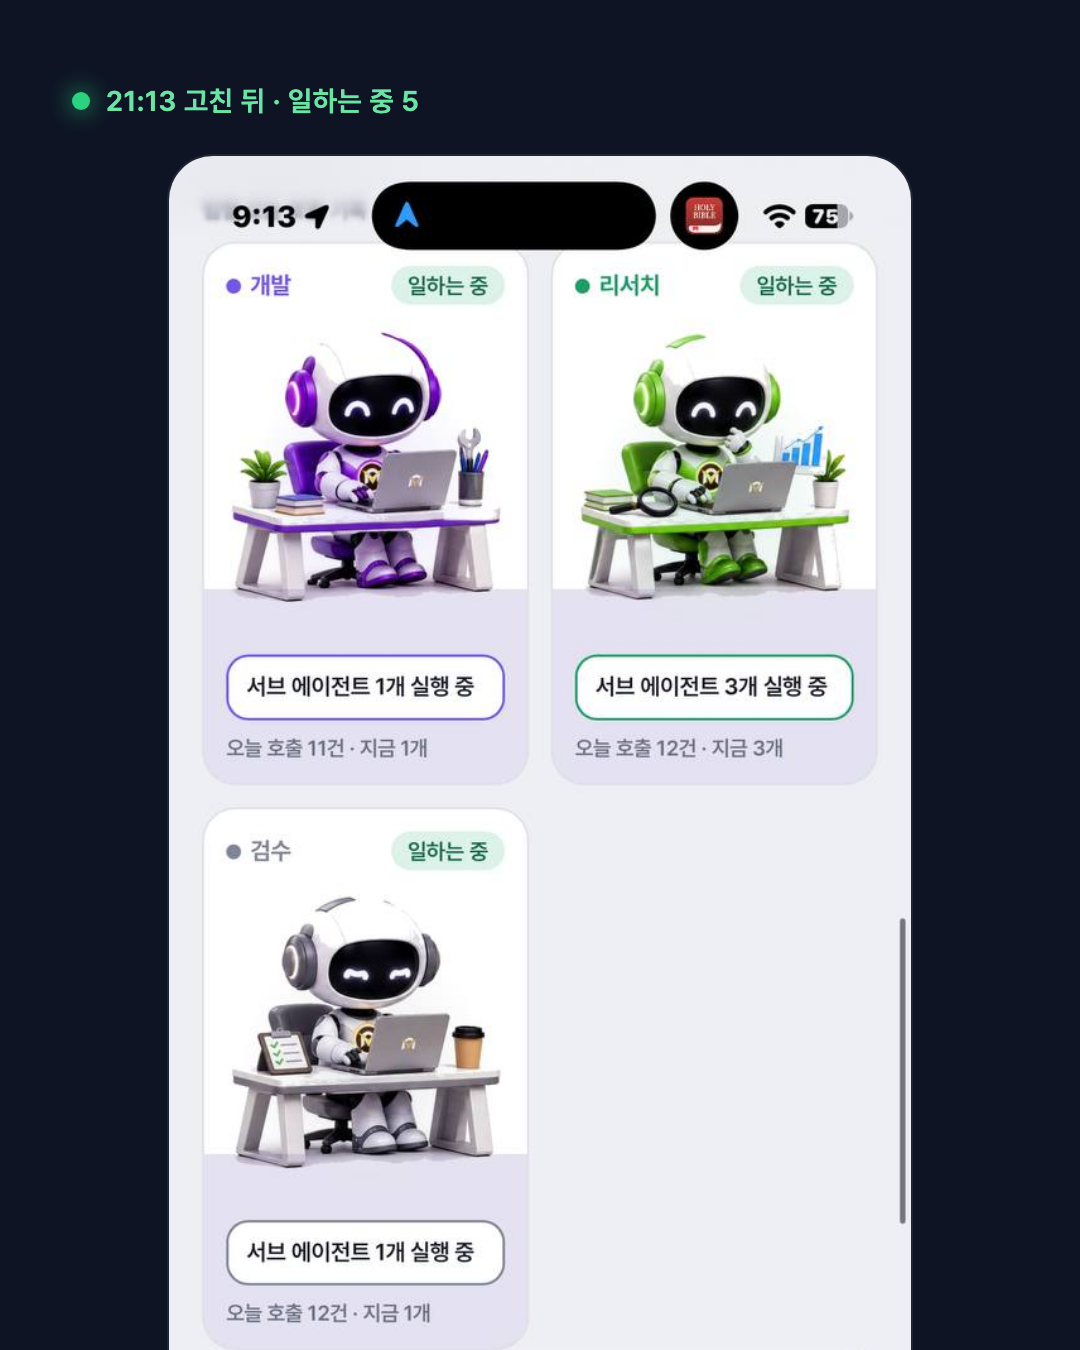 21:13 고친 뒤 · 일하는 중 5
9:13
HOLY
BIBLE
75
개발
일하는 중
리서치
일하는 중
서브 에이전트 1개 실행 중
서브 에이전트 3개 실행 중
오늘 호출 11건 · 지금 1개
오늘 호출 12건 · 지금 3개
검수
일하는 중
서브 에이전트 1개 실행 중
오늘 호출 12건 · 지금 1개